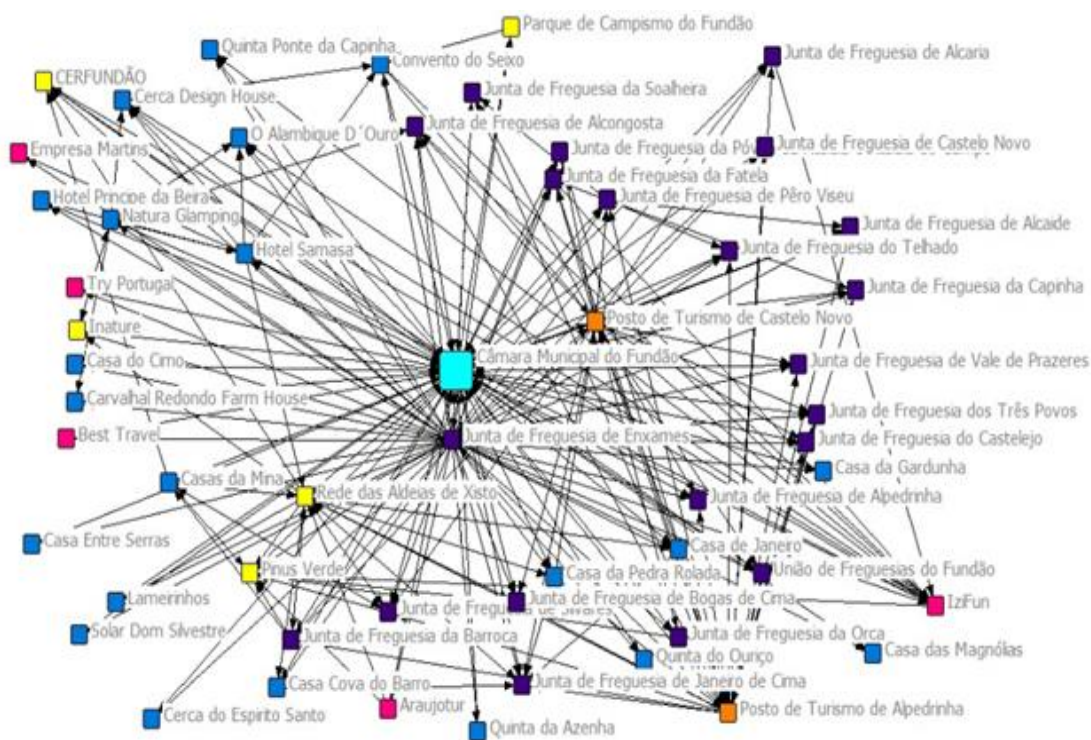 Parque de Campismo do Fundão
Quinta Ponte da Capinha
Convento do Seixo
Junta de Freguesia de Alcaria
CERFUNDÃO
Cerca Design House
Junta de Freguesia da Soalheira
O Alambique D´Ouro
Junta de Freguesia de Alcongosta
Empresa Martins
Junta de Freguesia da
Junta de Freguesia de Castelo Novo
Junta de Freguesia da Fatela
Hotel Principe da Beira
Natura Glamping
Junta de Freguesia de Pêro Viseu
Junta de Freguesia de Alcaide
Hotel Samasa
Junta de Freguesia do Telhado
Try Portugal
Junta de Freguesia da Capinha
Inature
Posto de Turismo de Castelo Novo
Casa do Cimo
Câmara Municipal do Fundão
Junta de Freguesia de Vale de Prazeres
Carvalhal Redondo Farm House
Junta de Freguesia dos Três Povos
Best Travel
Junta de Freguesia de Enxames
Junta de Freguesia do Castelejo
Casa da Gardunha
Casas da Mina
Rede das Aldeias de Xisto
Junta de Freguesia de Alpedrinha
Casa Entre Serras
Casa de Janeiro
Pinus Verde
Casa da Pedra Rolada
União de Freguesias do Fundão
Lameirinhos
Junta de Freguesia de Silvares
Junta de Freguesia de Bogas de Cima
IziFun
Solar Dom Silvestre
Junta de Freguesia da Barroca
Junta de Freguesia da Orca
Quinta do Ourıço
Casa das Magnólias
Casa Cova do Barro
Junta de Freguesia de Janeiro de Cima
Cerca do Espirito Santo
Araujotur
Posto de Turismo de Alpedrinha
Quinta da Azenha